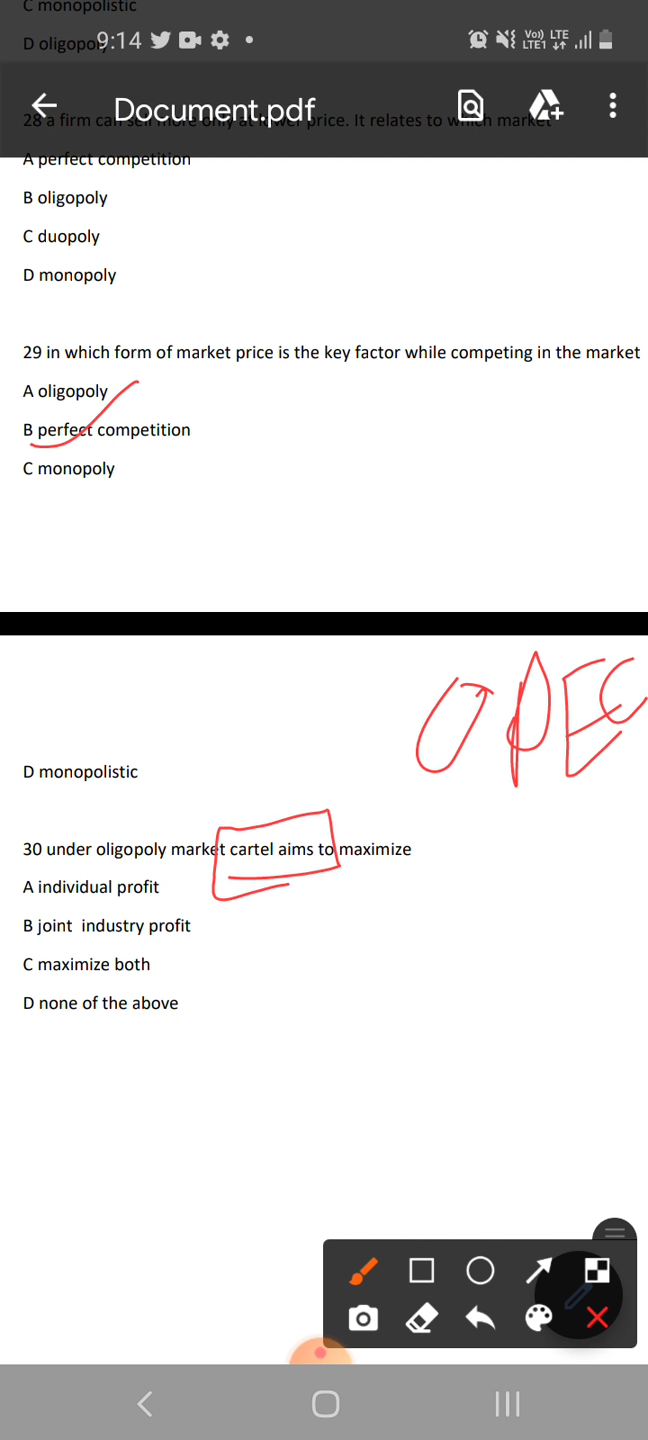 C monopolistic
D oligopoly
9:14
Vo)) LTE
LTE1
Document.pdf
28 a firm can sell more only at lower price. It relates to which market
A perfect competition
B oligopoly
C duopoly
D monopoly
29 in which form of market price is the key factor while competing in the market
A oligopoly
B perfect competition
C monopoly
OPEC
D monopolistic
30 under oligopoly market cartel aims to maximize
A individual profit
B joint industry profit
C maximize both
D none of the above